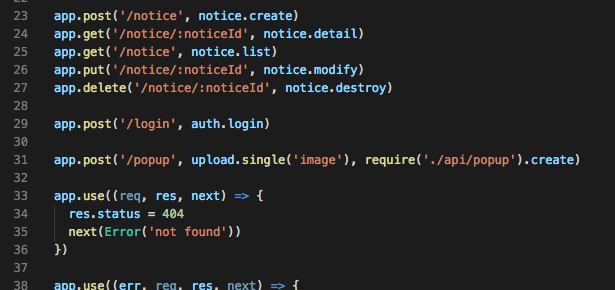 23 app.post('/notice', notice.create)
24 app.get('/notice/:noticeId', notice.detail)
25 app.get('/notice', notice.list)
26 app.put('/notice/:noticeId', notice.modify)
27 app.delete('/notice/:noticeId', notice.destroy)
28
29 app.post('/login', auth.login)
30
31 app.post('/popup', upload.single('image'), require('./api/popup').create)
32
33 app.use((req, res, next) => {
34 res.status = 404
35 next(Error('not found'))
36 })
37
38 app.use((err, req, res, next) => {